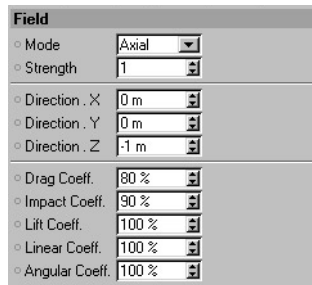 Field
Mode Axial
Strength 1
Direction . X 0 m
Direction . Y 0 m
Direction . Z -1 m
Drag Coeff. 80 %
Impact Coeff. 90 %
Lift Coeff. 100 %
Linear Coeff. 100 %
Angular Coeff. 100 %